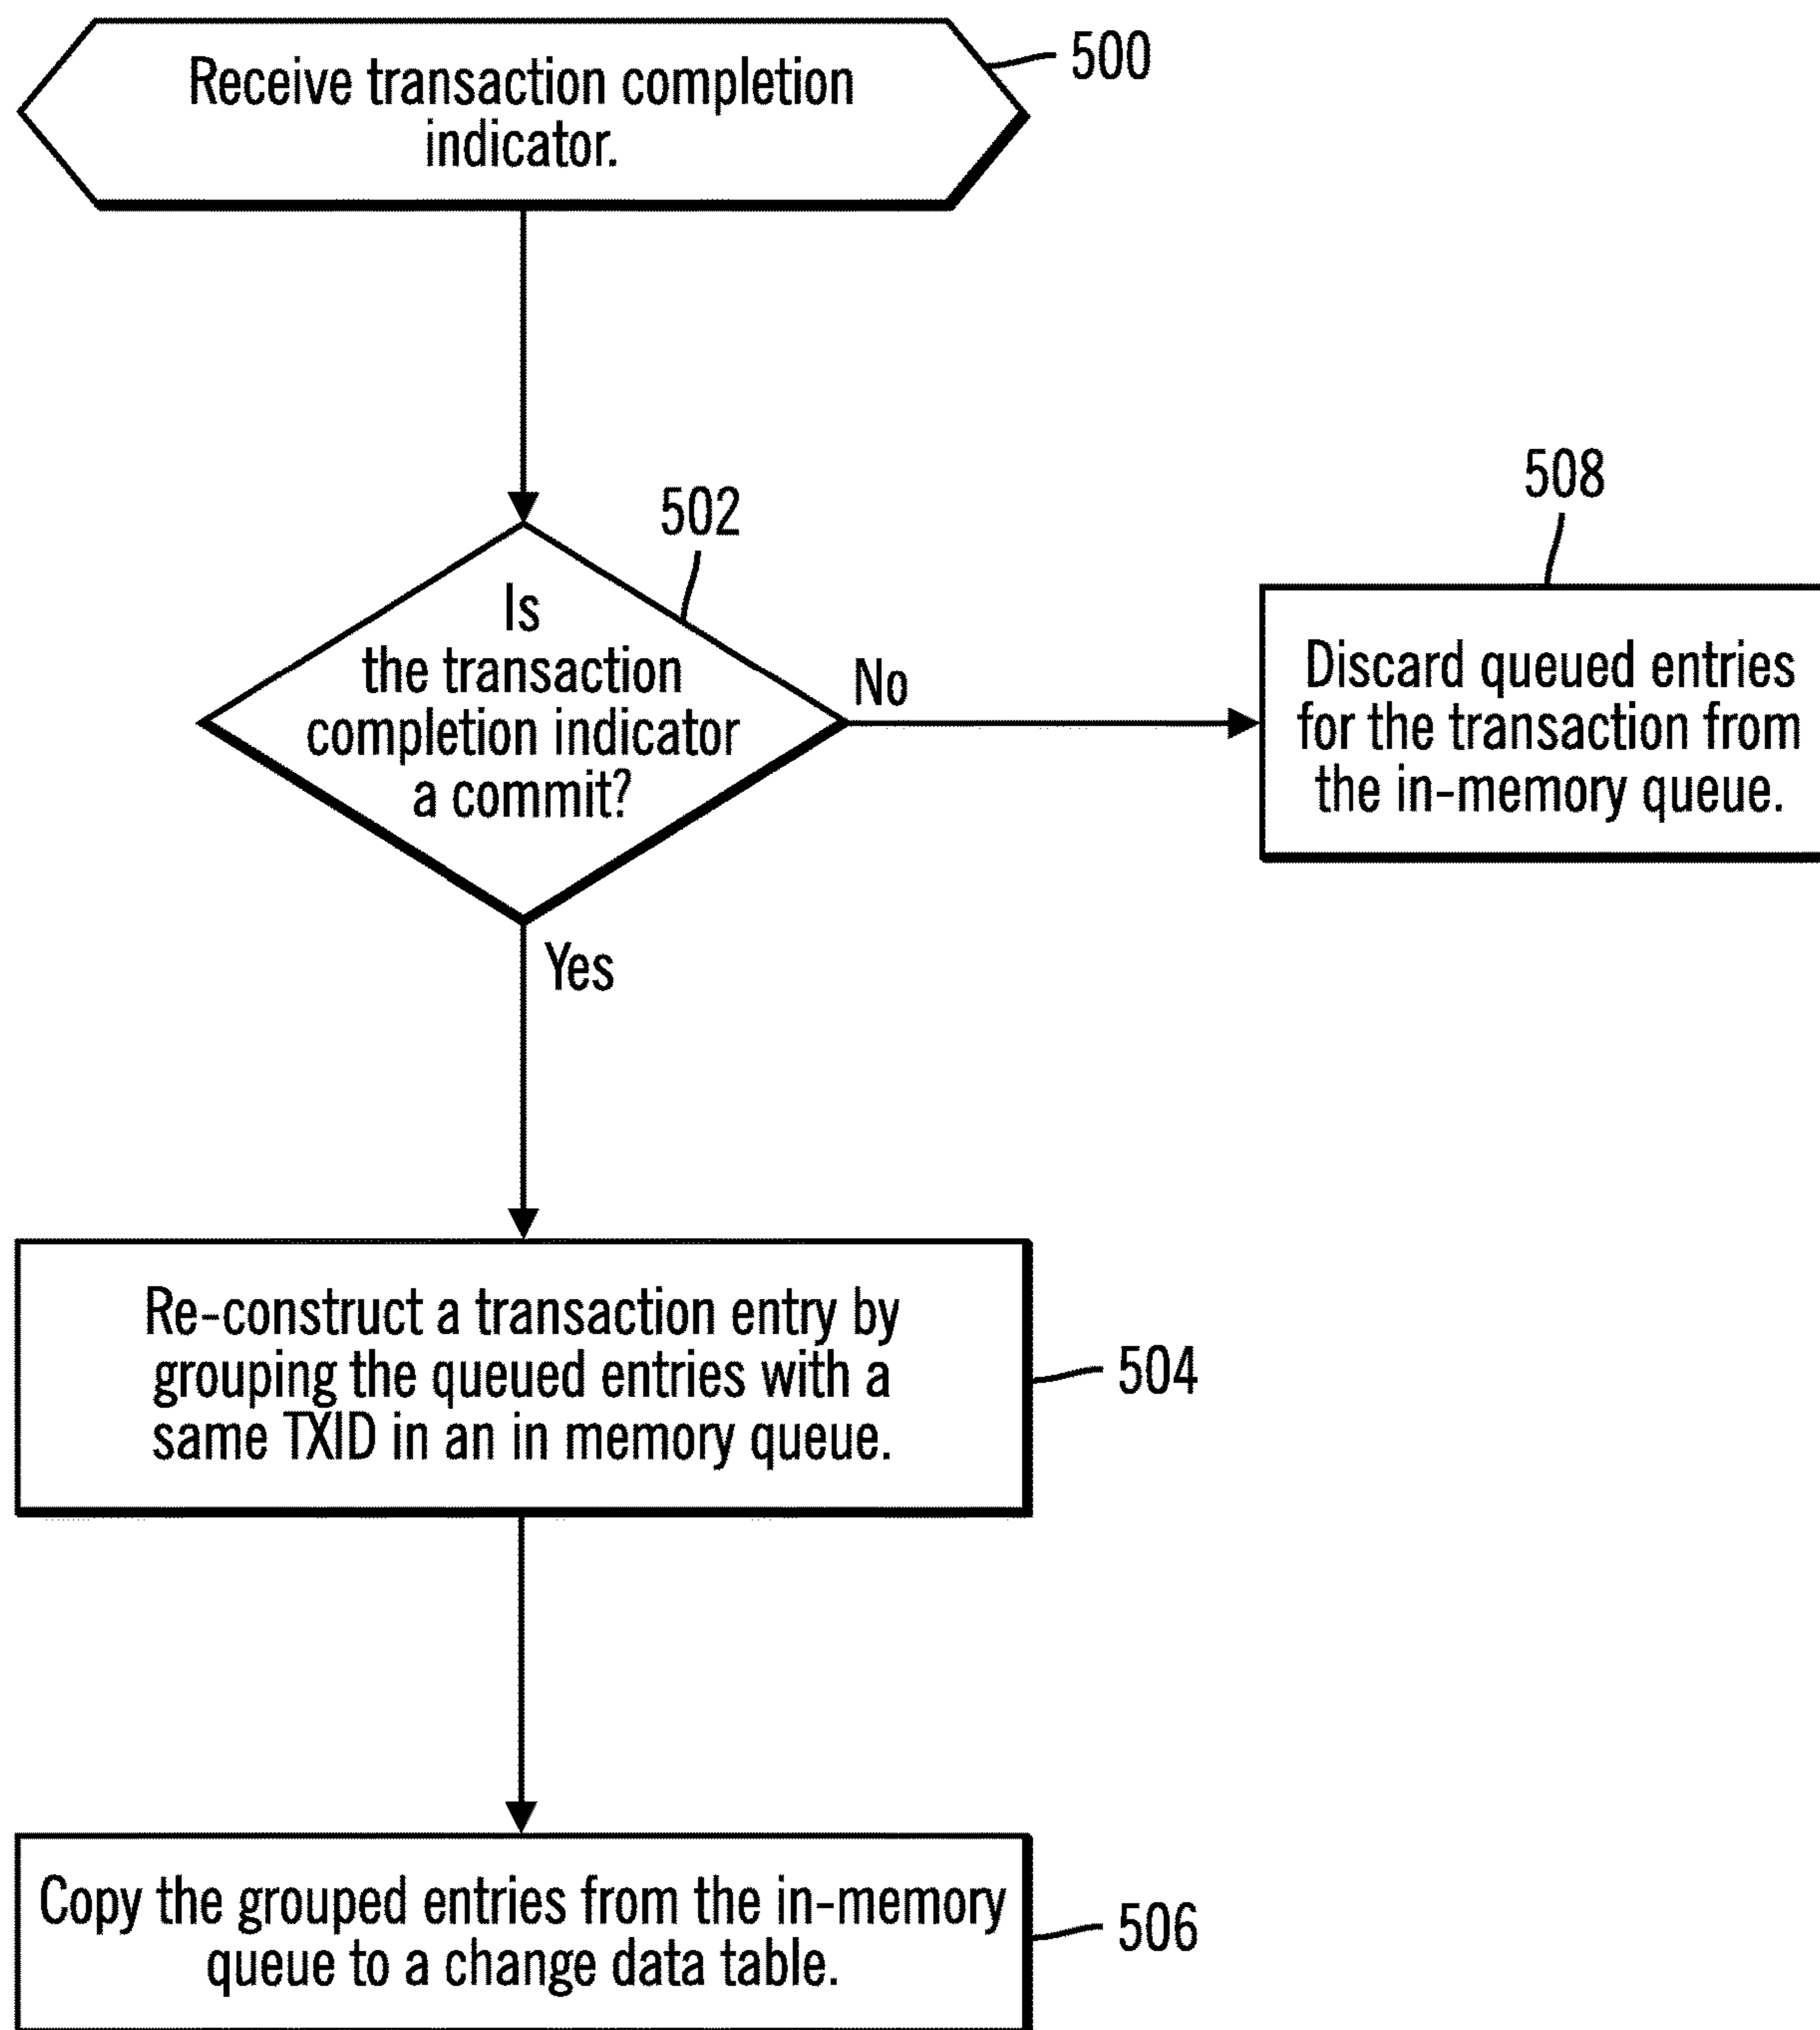 Receive transaction completion
indicator.
500
502
Is
the transaction
completion indicator
a commit?
No
508
Discard queued entries
for the transaction from
the in-memory queue.
Yes
Re-construct a transaction entry by
grouping the queued entries with a
same TXID in an in memory queue.
504
Copy the grouped entries from the in-memory
queue to a change data table.
506